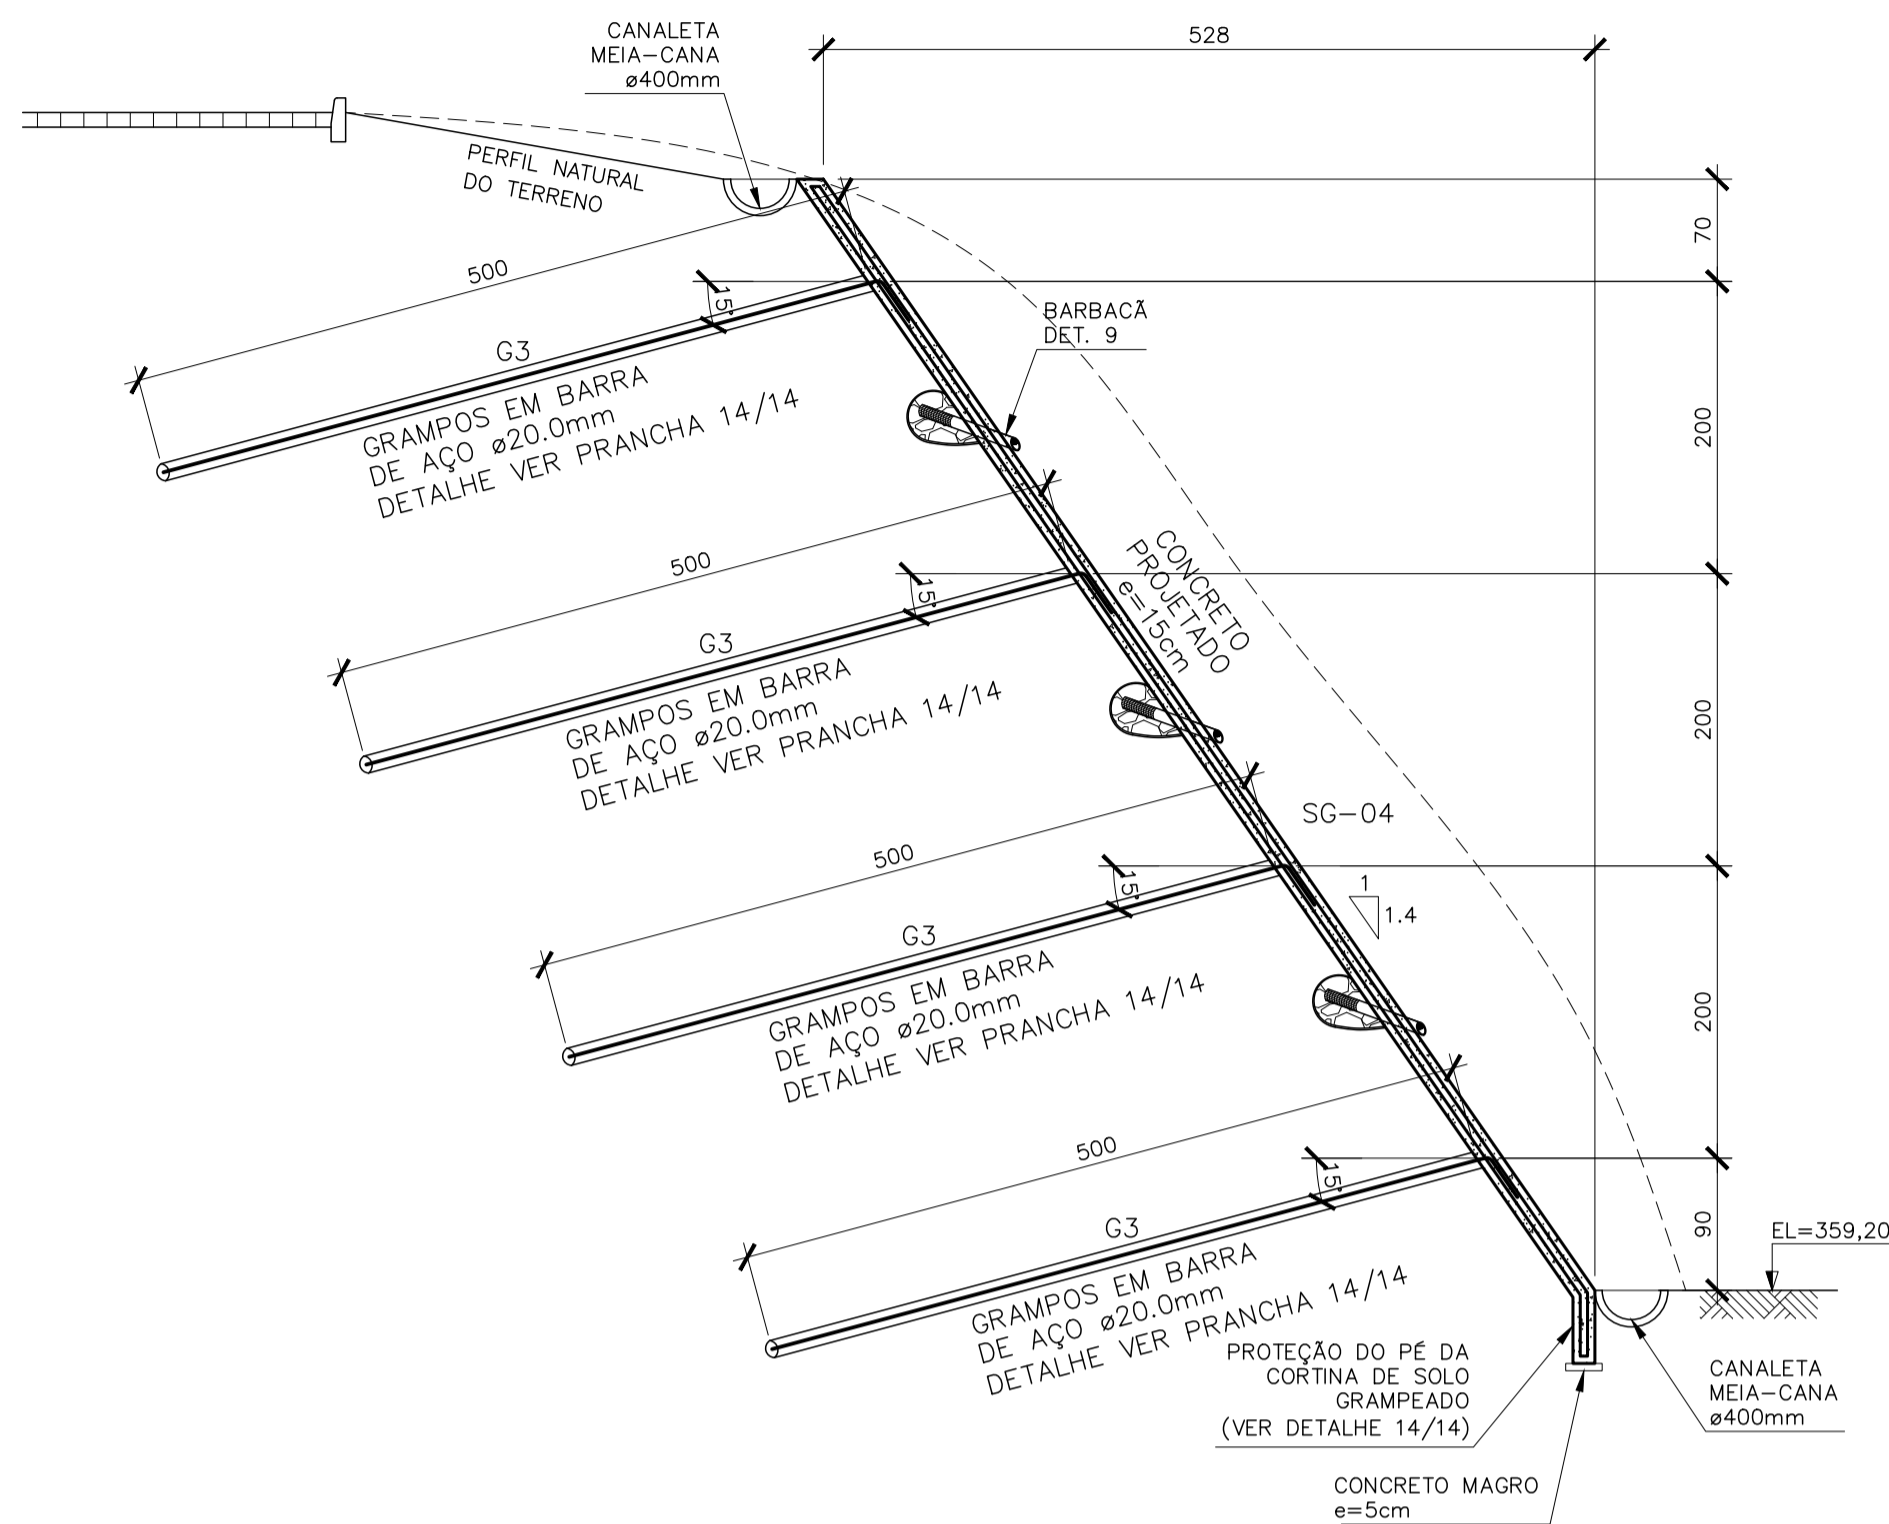 CANALETA
MEIA-CANA
ø400mm
528
PERFIL NATURAL
DO TERRENO
70
500
15°
G3
GRAMPOS EM BARRA
DE AÇO ø20.0mm
DETALHE VER PRANCHA 14/14
BARBACÃ
DET. 9
200
500
15°
G3
GRAMPOS EM BARRA
DE AÇO ø20.0mm
DETALHE VER PRANCHA 14/14
CONCRETO
PROJETADO
e=15cm
200
SG-04
500
15°
G3
GRAMPOS EM BARRA
DE AÇO ø20.0mm
DETALHE VER PRANCHA 14/14
1
1.4
200
500
15°
G3
GRAMPOS EM BARRA
DE AÇO ø20.0mm
DETALHE VER PRANCHA 14/14
90
EL=359,20
PROTEÇÃO DO PÉ DA
CORTINA DE SOLO
GRAMPEADO
(VER DETALHE 14/14)
CANALETA
MEIA-CANA
ø400mm
CONCRETO MAGRO
e=5cm